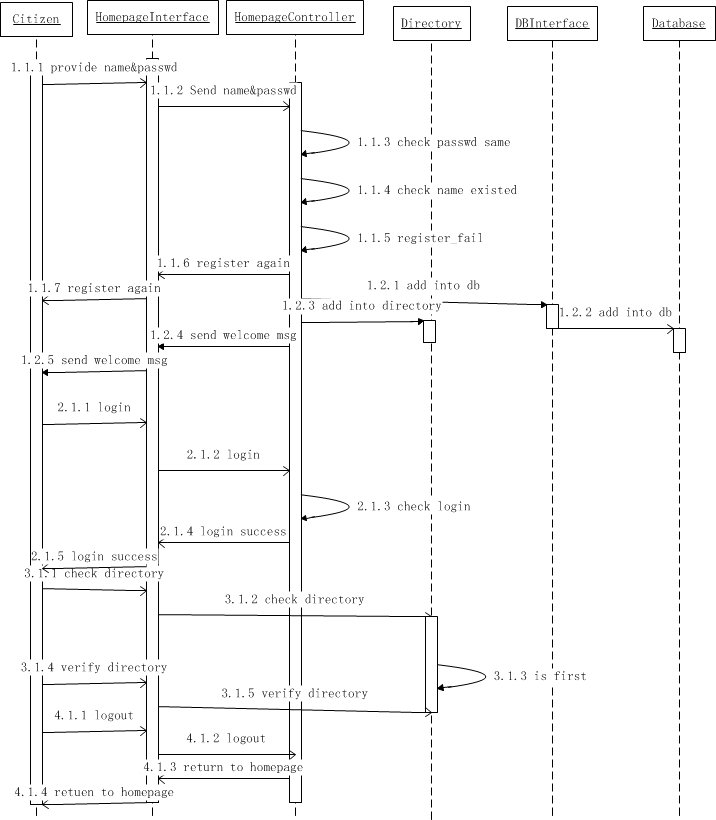 Citizen
HomepageInterface
HomepageController
Directory
DBInterface
Database
1.1.1 provide name&passwd
1.1.2 Send name&passwd
1.1.3 check passwd same
1.1.4 check name existed
1.1.5 register_fail
1.1.6 register again
1.1.7 register again
1.2.1 add into db
1.2.3 add into directory
1.2.2 add into db
1.2.4 send welcome msg
1.2.5 send welcome msg
2.1.1 login
2.1.2 login
2.1.3 check login
2.1.4 login success
2.1.5 login success
3.1.1 check directory
3.1.2 check directory
3.1.4 verify directory
3.1.3 is first
3.1.5 verify directory
4.1.1 logout
4.1.2 logout
4.1.3 return to homepage
4.1.4 retuen to homepage